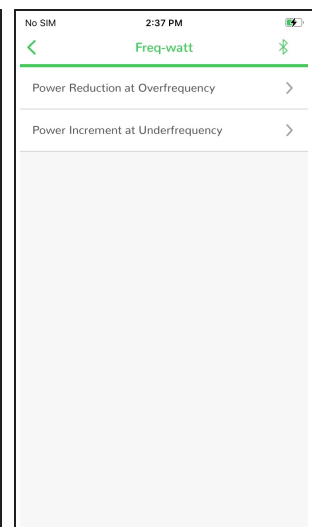 No SIM 2:37 PM
Freq-watt
Power Reduction at Overfrequency
Power Increment at Underfrequency